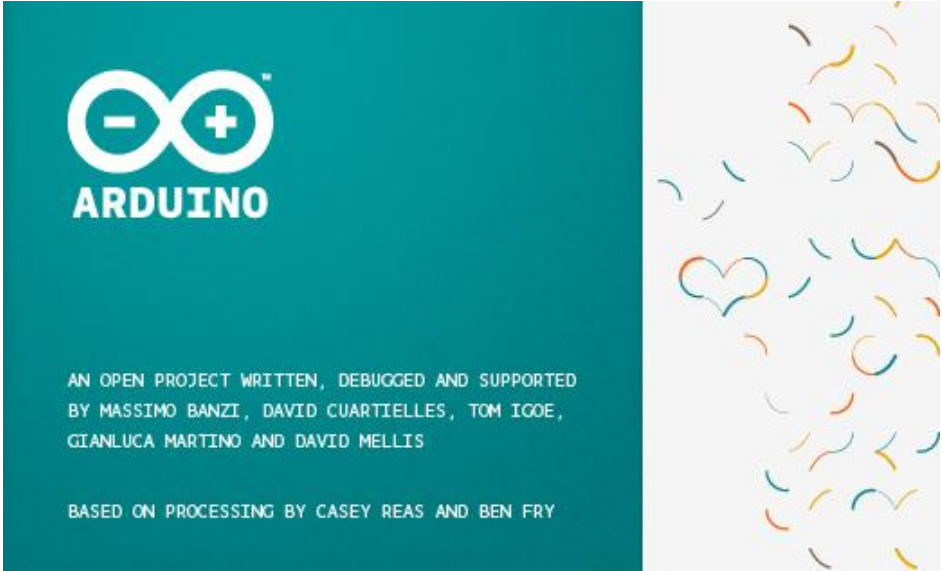 ARDUINO
AN OPEN PROJECT WRITTEN, DEBUGGED AND SUPPORTED
BY MASSIMO BANZI, DAVID CUARTIELLES, TOM IGOE,
GIANLUCA MARTINO AND DAVID MELLIS
BASED ON PROCESSING BY CASEY REAS AND BEN FRY